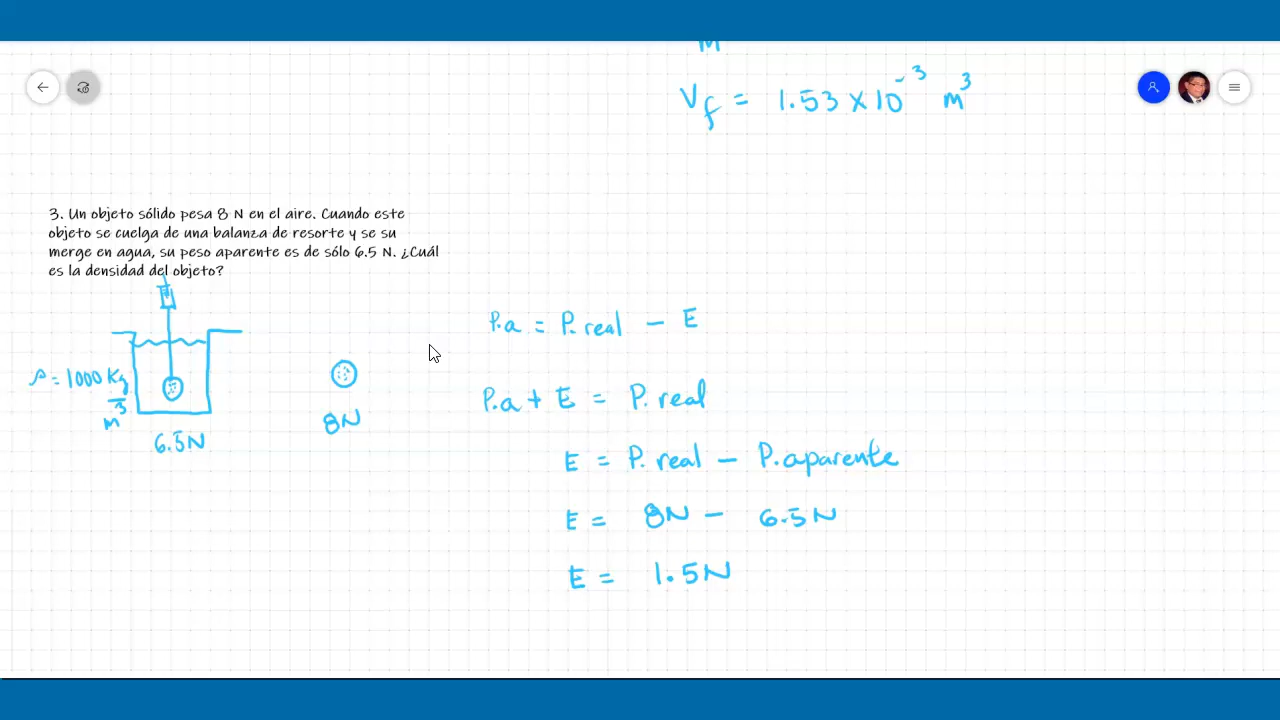 m
Vf = 1.53 x 10⁻³ m³
3. Un objeto sólido pesa 8 N en el aire. Cuando este
objeto se cuelga de una balanza de resorte y se su
merge en agua, su peso aparente es de sólo 6.5 N. ¿Cuál
es la densidad del objeto?
ρ = 1000 Kg
m³
6.5N
8N
P.a = P.real - E
P.a + E = P.real
E = P.real - P.aparente
E = 8N - 6.5N
E = 1.5N